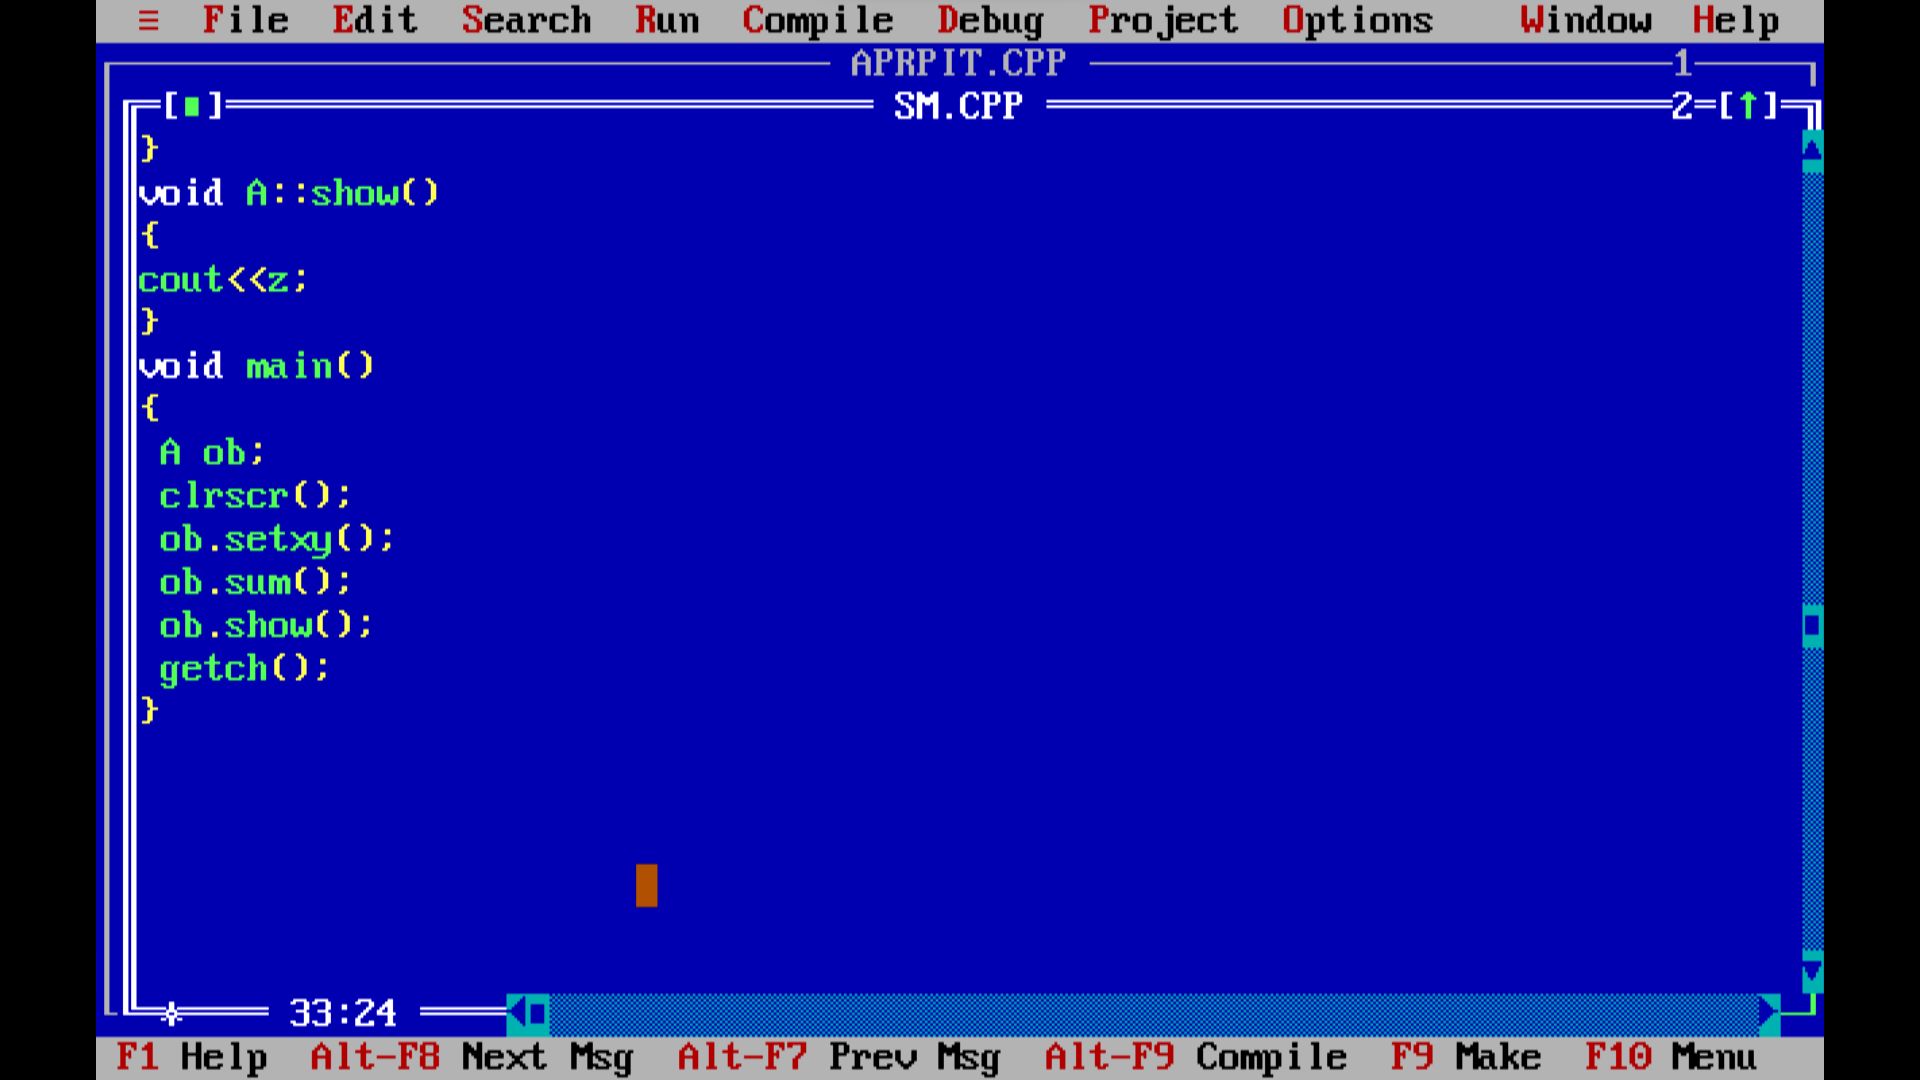 ≡ File Edit Search Run Compile Debug Project Options Window Help
APRPIT.CPP 1
[■] SM.CPP 2=[↑]
}
void A::show()
{
cout<<z;
}
void main()
{
A ob;
clrscr();
ob.setxy();
ob.sum();
ob.show();
getch();
}
33:24
F1 Help Alt-F8 Next Msg Alt-F7 Prev Msg Alt-F9 Compile F9 Make F10 Menu